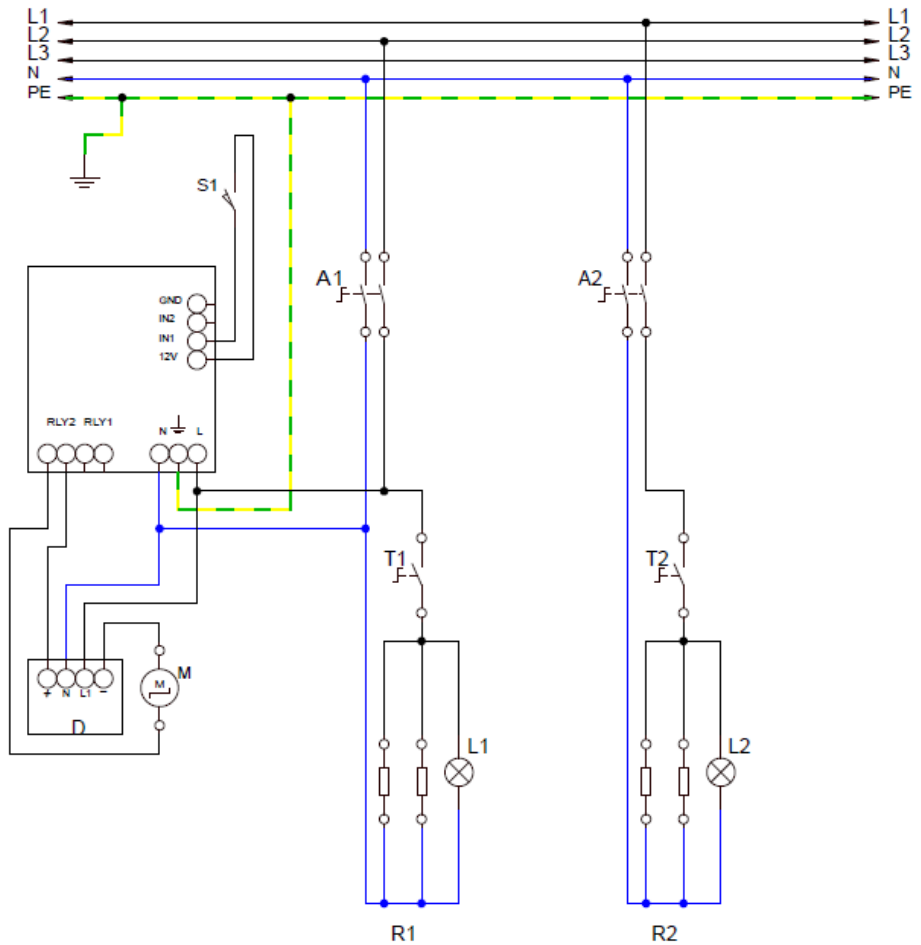 L1 L1
L2 L2
L3 L3
N N
PE PE
S1
A1 A2
GND
IN2
IN1
12V
RLY2 RLY1 N L
T1 T2
M
M
+ N L1 -
D
L1 L2
R1 R2